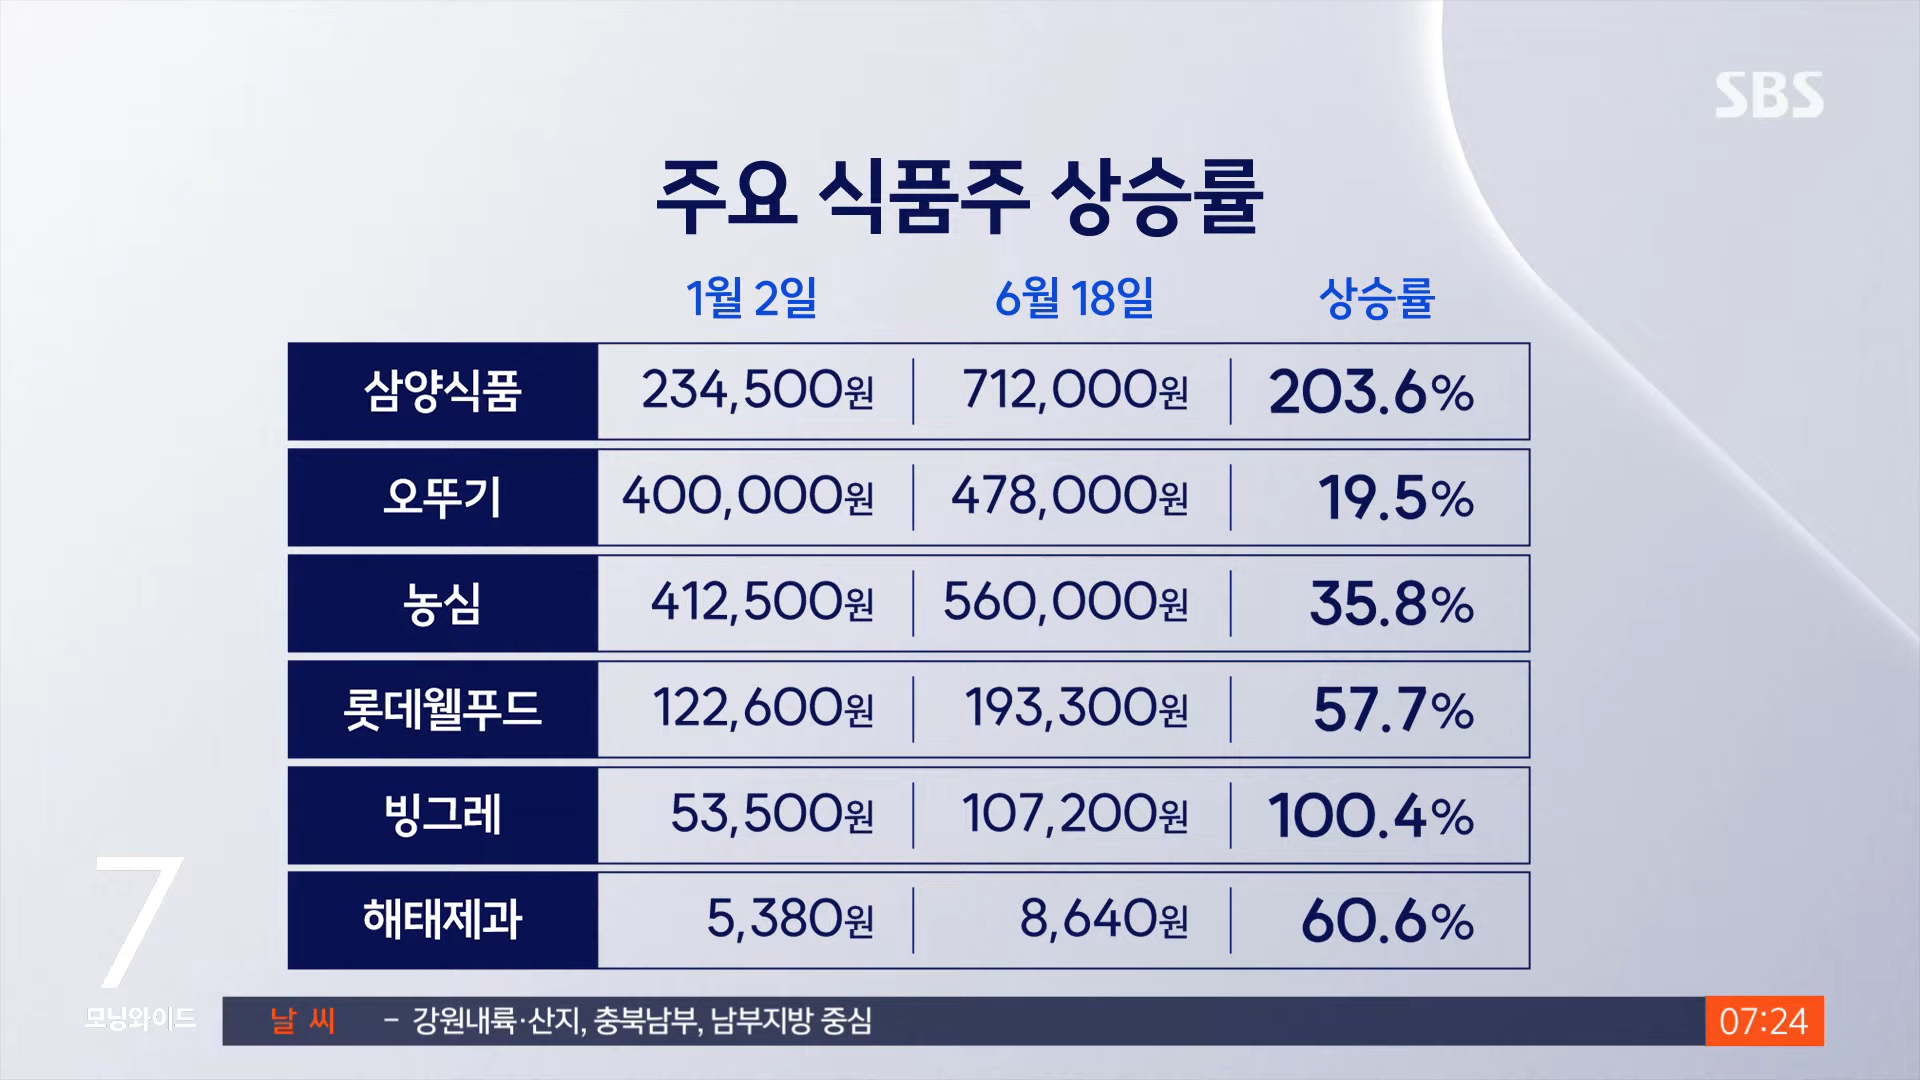 SBS
주요 식품주 상승률
1월 2일 6월 18일 상승률
삼양식품 234,500원 712,000원 203.6%
오뚜기 400,000원 478,000원 19.5%
농심 412,500원 560,000원 35.8%
롯데웰푸드 122,600원 193,300원 57.7%
빙그레 53,500원 107,200원 100.4%
해태제과 5,380원 8,640원 60.6%
7
모닝와이드
날 씨 - 강원내륙·산지, 충북남부, 남부지방 중심 07:24